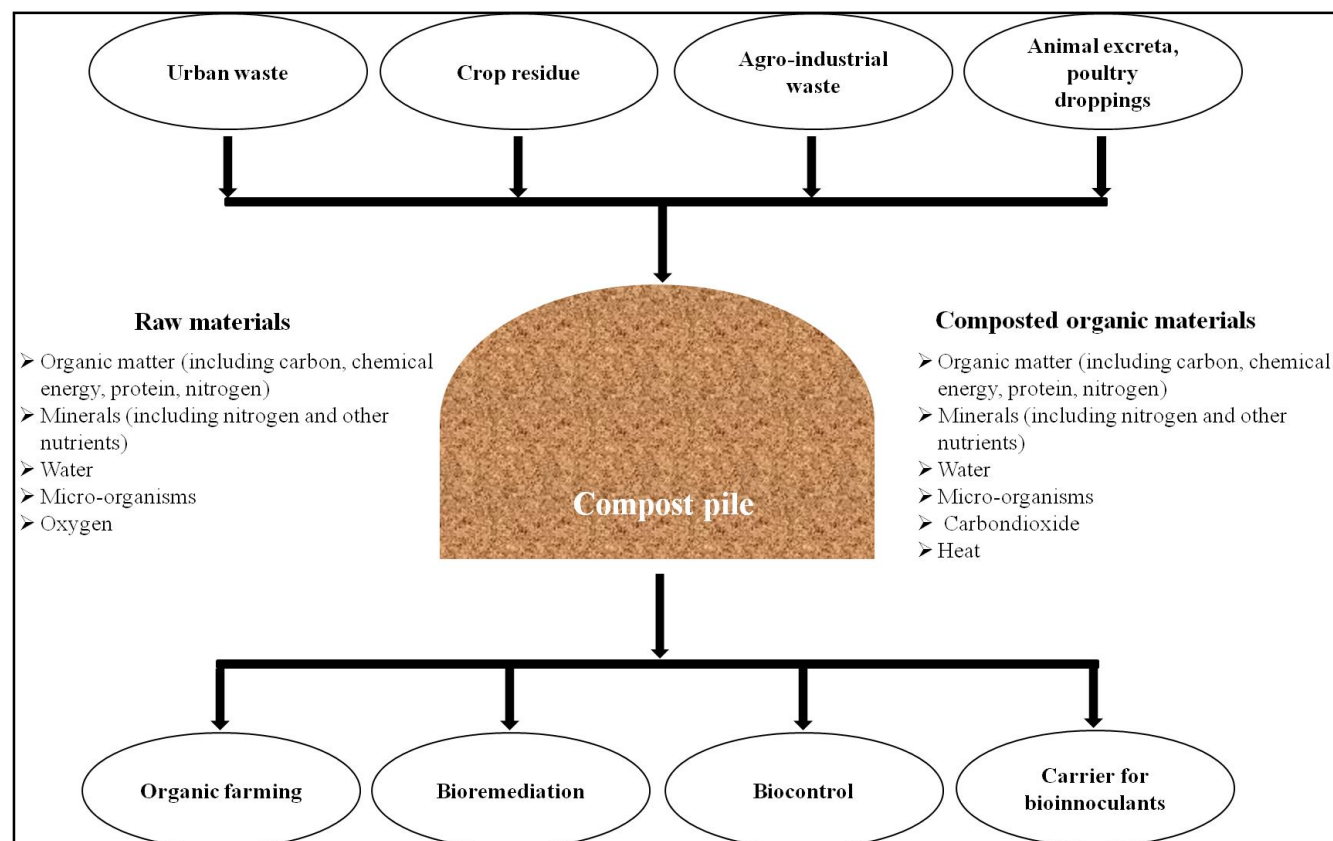 Urban waste
Crop residue
Agro-industrial
waste
Animal excreta,
poultry
droppings
Raw materials
➢ Organic matter (including carbon, chemical
energy, protein, nitrogen)
➢ Minerals (including nitrogen and other
nutrients)
➢ Water
➢ Micro-organisms
➢ Oxygen
Compost pile
Composted organic materials
➢ Organic matter (including carbon, chemical
energy, protein, nitrogen)
➢ Minerals (including nitrogen and other
nutrients)
➢ Water
➢ Micro-organisms
➢ Carbondioxide
➢ Heat
Organic farming
Bioremediation
Biocontrol
Carrier for
bioinnoculants